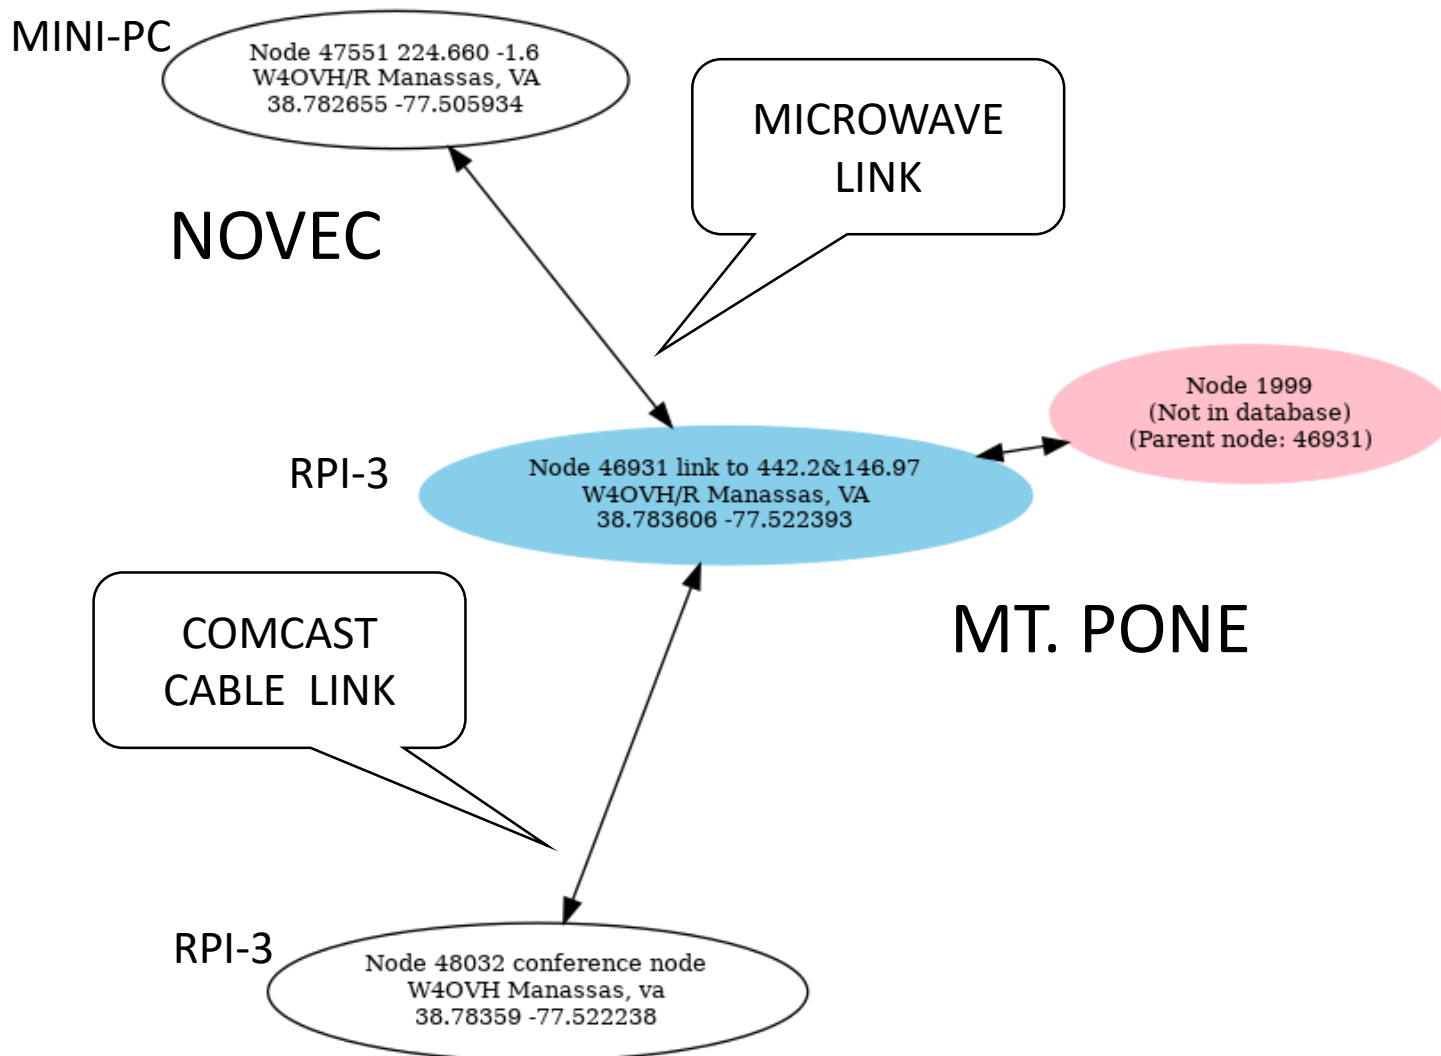 MINI-PC
Node 47551 224.660 -1.6
W4OVH/R Manassas, VA
38.782655 -77.505934
MICROWAVE
LINK
NOVEC
Node 1999
(Not in database)
(Parent node: 46931)
RPI-3
Node 46931 link to 442.2&146.97
W4OVH/R Manassas, VA
38.783606 -77.522393
COMCAST
CABLE  LINK
MT. PONE
RPI-3
Node 48032 conference node
W4OVH Manassas, va
38.78359 -77.522238